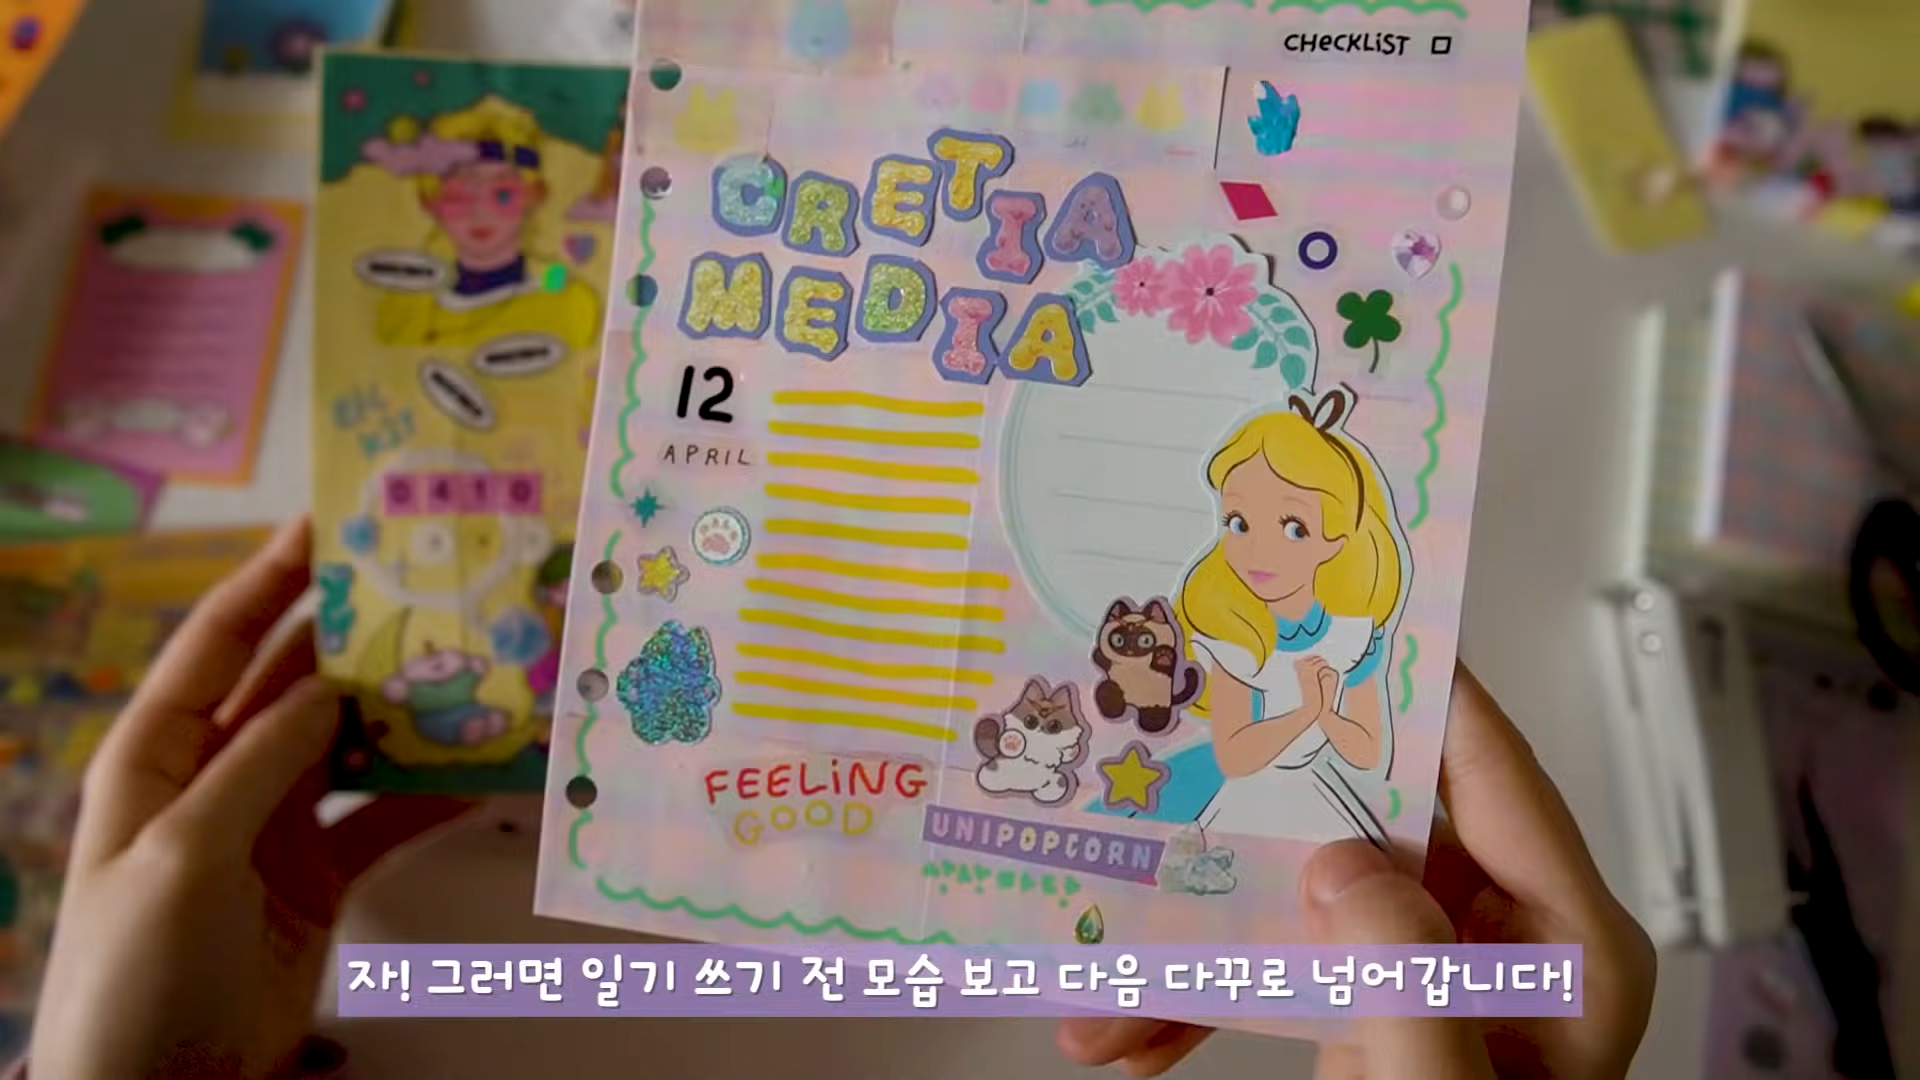 CHECKLIST
CRETIA
MEDIA
12
APRIL
0410
FEELING
GOOD
UNIPOPCORN
자! 그러면 일기 쓰기 전 모습 보고 다음 다꾸로 넘어갑니다!